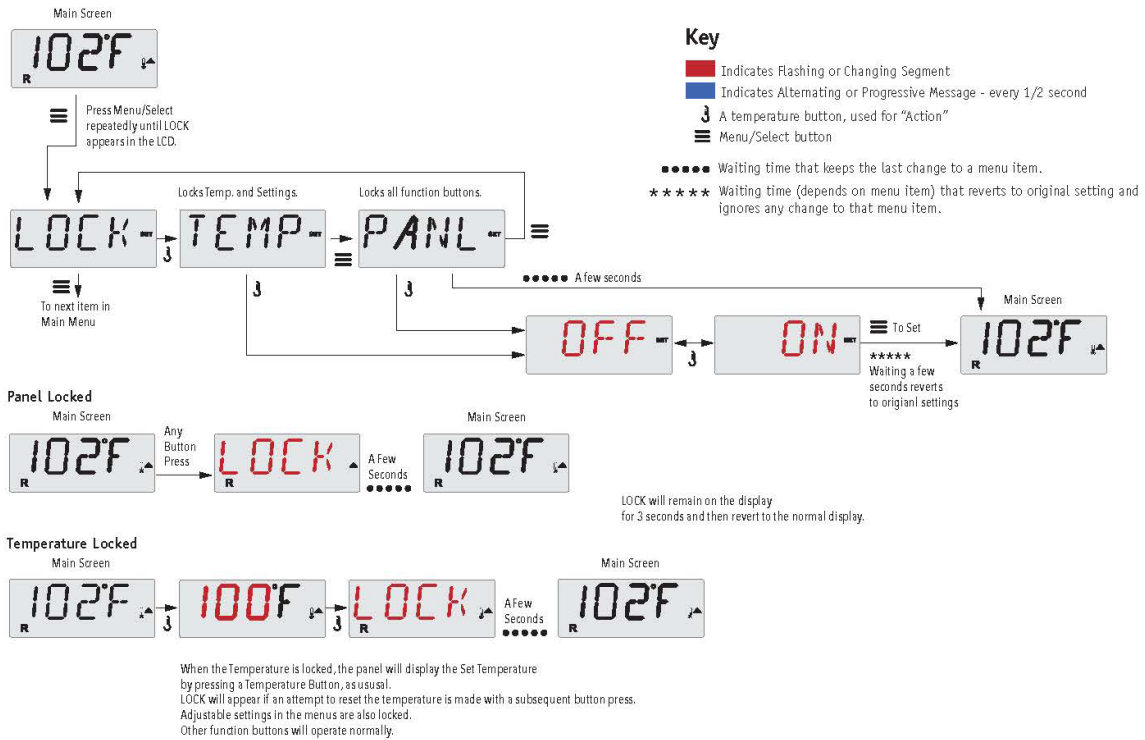 Main Screen
102°F
R
Press Menu/Select
repeatedly until LOCK
appears in the LCD.
Key
Indicates Flashing or Changing Segment
Indicates Alternating or Progressive Message - every 1/2 second
A temperature button, used for “Action”
Menu/Select button
••••• Waiting time that keeps the last change to a menu item.
***** Waiting time (depends on menu item) that reverts to original setting and
ignores any change to that menu item.
Locks Temp. and Settings.
Locks all function buttons.
LOCK SET
TEMP SET
PANL SET
To next item in
Main Menu
••••• A few seconds
Main Screen
OFF SET
ON SET
To Set
*****
Waiting a few
seconds reverts
to origianl settings
102°F
R
Panel Locked
Main Screen
102°F
R
Any
Button
Press
LOCK
R
A Few
Seconds
•••••
Main Screen
102°F
R
LOCK will remain on the display
for 3 seconds and then revert to the normal display.
Temperature Locked
Main Screen
102°F
R
100°F
LOCK
R
A Few
Seconds
•••••
Main Screen
102°F
R
When the Temperature is locked, the panel will display the Set Temperature
by pressing a Temperature Button, as ususal.
LOCK will appear if an attempt to reset the temperature is made with a subsequent button press.
Adjustable settings in the menus are also locked.
Other function buttons will operate normally.